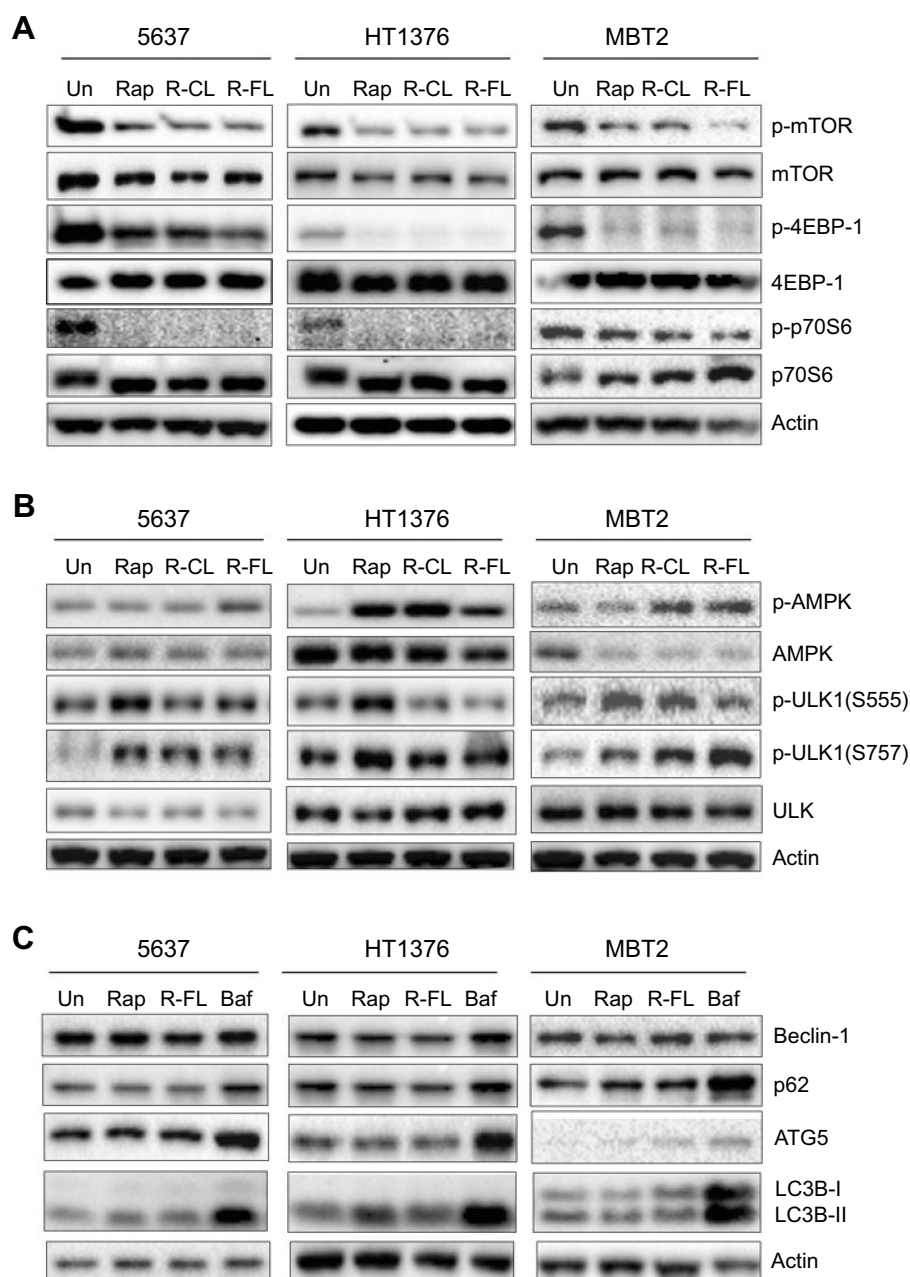 A
5637 HT1376 MBT2
Un Rap R-CL R-FL Un Rap R-CL R-FL Un Rap R-CL R-FL
p-mTOR
mTOR
p-4EBP-1
4EBP-1
p-p70S6
p70S6
Actin
B
5637 HT1376 MBT2
Un Rap R-CL R-FL Un Rap R-CL R-FL Un Rap R-CL R-FL
p-AMPK
AMPK
p-ULK1(S555)
p-ULK1(S757)
ULK
Actin
C
5637 HT1376 MBT2
Un Rap R-FL Baf Un Rap R-FL Baf Un Rap R-FL Baf
Beclin-1
p62
ATG5
LC3B-I
LC3B-II
Actin